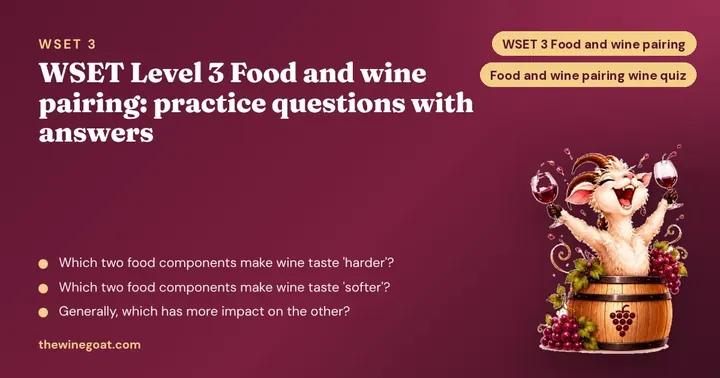 WSET 3
WSET Level 3 Food and wine
pairing: practice questions with
answers
WSET 3 Food and wine pairing
Food and wine pairing wine quiz
Which two food components make wine taste 'harder'?
Which two food components make wine taste 'softer'?
Generally, which has more impact on the other?
thewinegoat.com